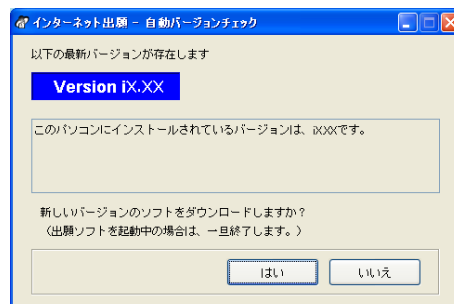 インターネット出願 - 自動バージョンチェック
以下の最新バージョンが存在します
Version iX.XX
このパソコンにインストールされているバージョンは、iXXXです。
新しいバージョンのソフトをダウンロードしますか？
（出願ソフトを起動中の場合は、一旦終了します。）
はい
いいえ